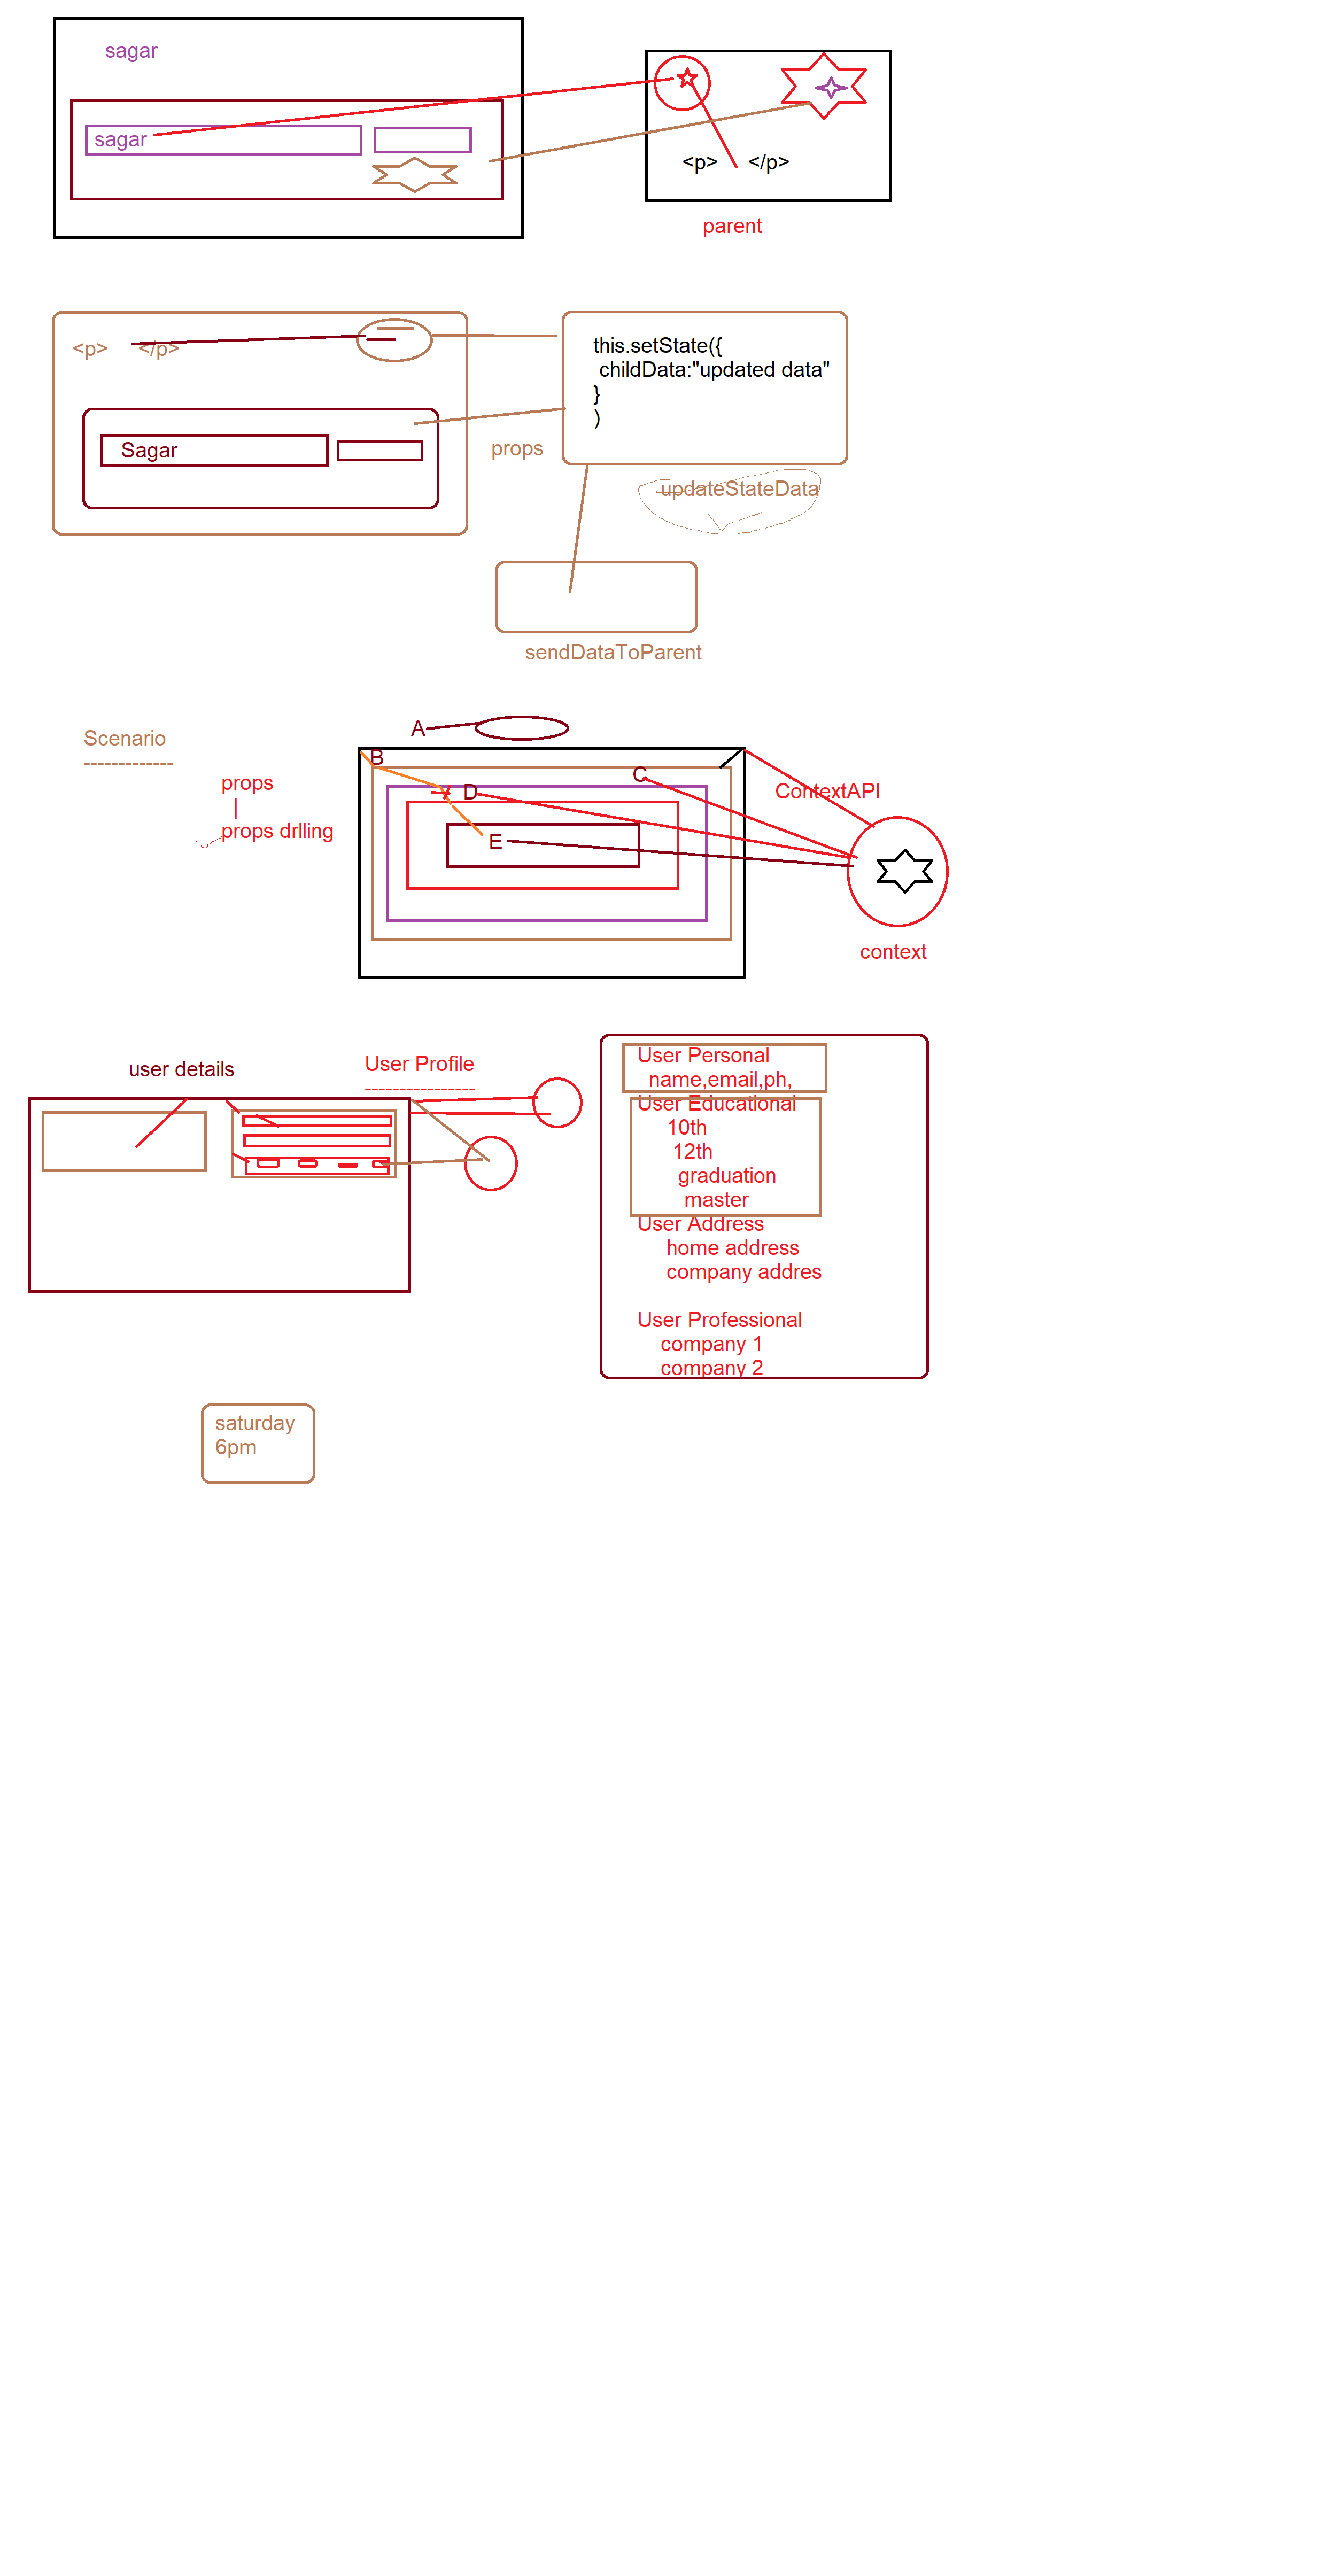 sagar
sagar
<p> </p>
parent
<p> </p>
this.setState({
childData:"updated data"
}
)
Sagar
props
updateStateData
sendDataToParent
Scenario
-------------
props
|
props drlling
A
B
C
D
E
ContextAPI
context
user details
User Profile
----------------
User Personal
name,email,ph,
User Educational
10th
12th
graduation
master
User Address
home address
company addres
User Professional
company 1
company 2
saturday
6pm